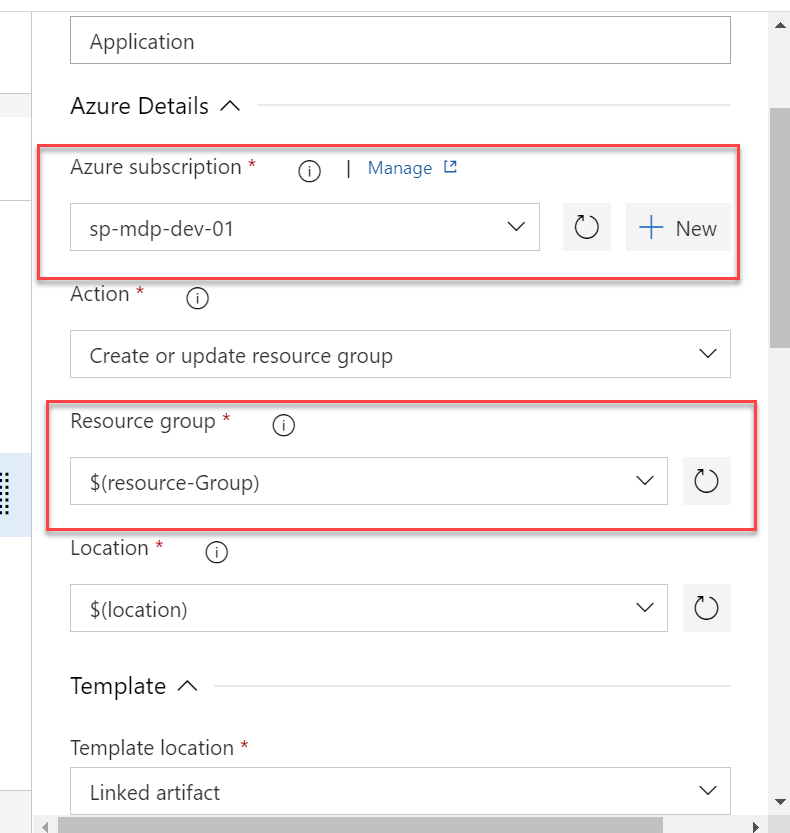 Application
Azure Details
Azure subscription * | Manage
sp-mdp-dev-01
New
Action *
Create or update resource group
Resource group *
$(resource-Group)
Location *
$(location)
Template
Template location *
Linked artifact